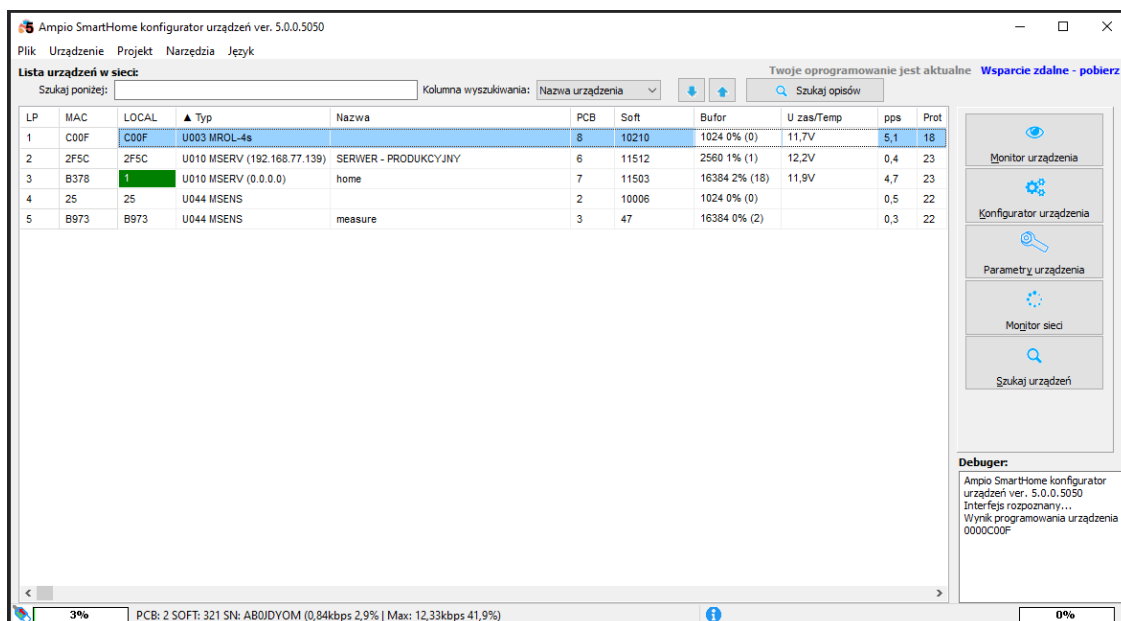 5 Ampio SmartHome konfigurator urządzeń ver. 5.0.0.5050
Plik Urządzenie Projekt Narzędzia Język
Lista urządzeń w sieci:
Twoje oprogramowanie jest aktualne Wsparcie zdalne - pobierz
Szukaj poniżej: Kolumna wyszukiwania: Nazwa urządzenia Szukaj opisów
LP MAC LOCAL ▲ Typ Nazwa PCB Soft Bufor U zas/Temp pps Prot
1 C00F C00F U003 MROL-4s 8 10210 1024 0% (0) 11,7V 5,1 18
2 2F5C 2F5C U010 MSERV (192.168.77.139) SERWER - PRODUKCYJNY 6 11512 2560 1% (1) 12,2V 0,4 23
3 B378 1 U010 MSERV (0.0.0.0) home 7 11503 16384 2% (18) 11,9V 4,7 23
4 25 25 U044 MSENS 2 10006 1024 0% (0) 0,5 22
5 B973 B973 U044 MSENS measure 3 47 16384 0% (2) 0,3 22
Monitor urządzenia
Konfigurator urządzenia
Parametry urządzenia
Monitor sieci
Szukaj urządzeń
Debuger:
Ampio SmartHome konfigurator
urządzeń ver. 5.0.0.5050
Interfejs rozpoznany...
Wynik programowania urządzenia
0000C00F
3% PCB: 2 SOFT: 321 SN: AB0JDYOM (0,84kbps 2,9% | Max: 12,33kbps 41,9%) 0%